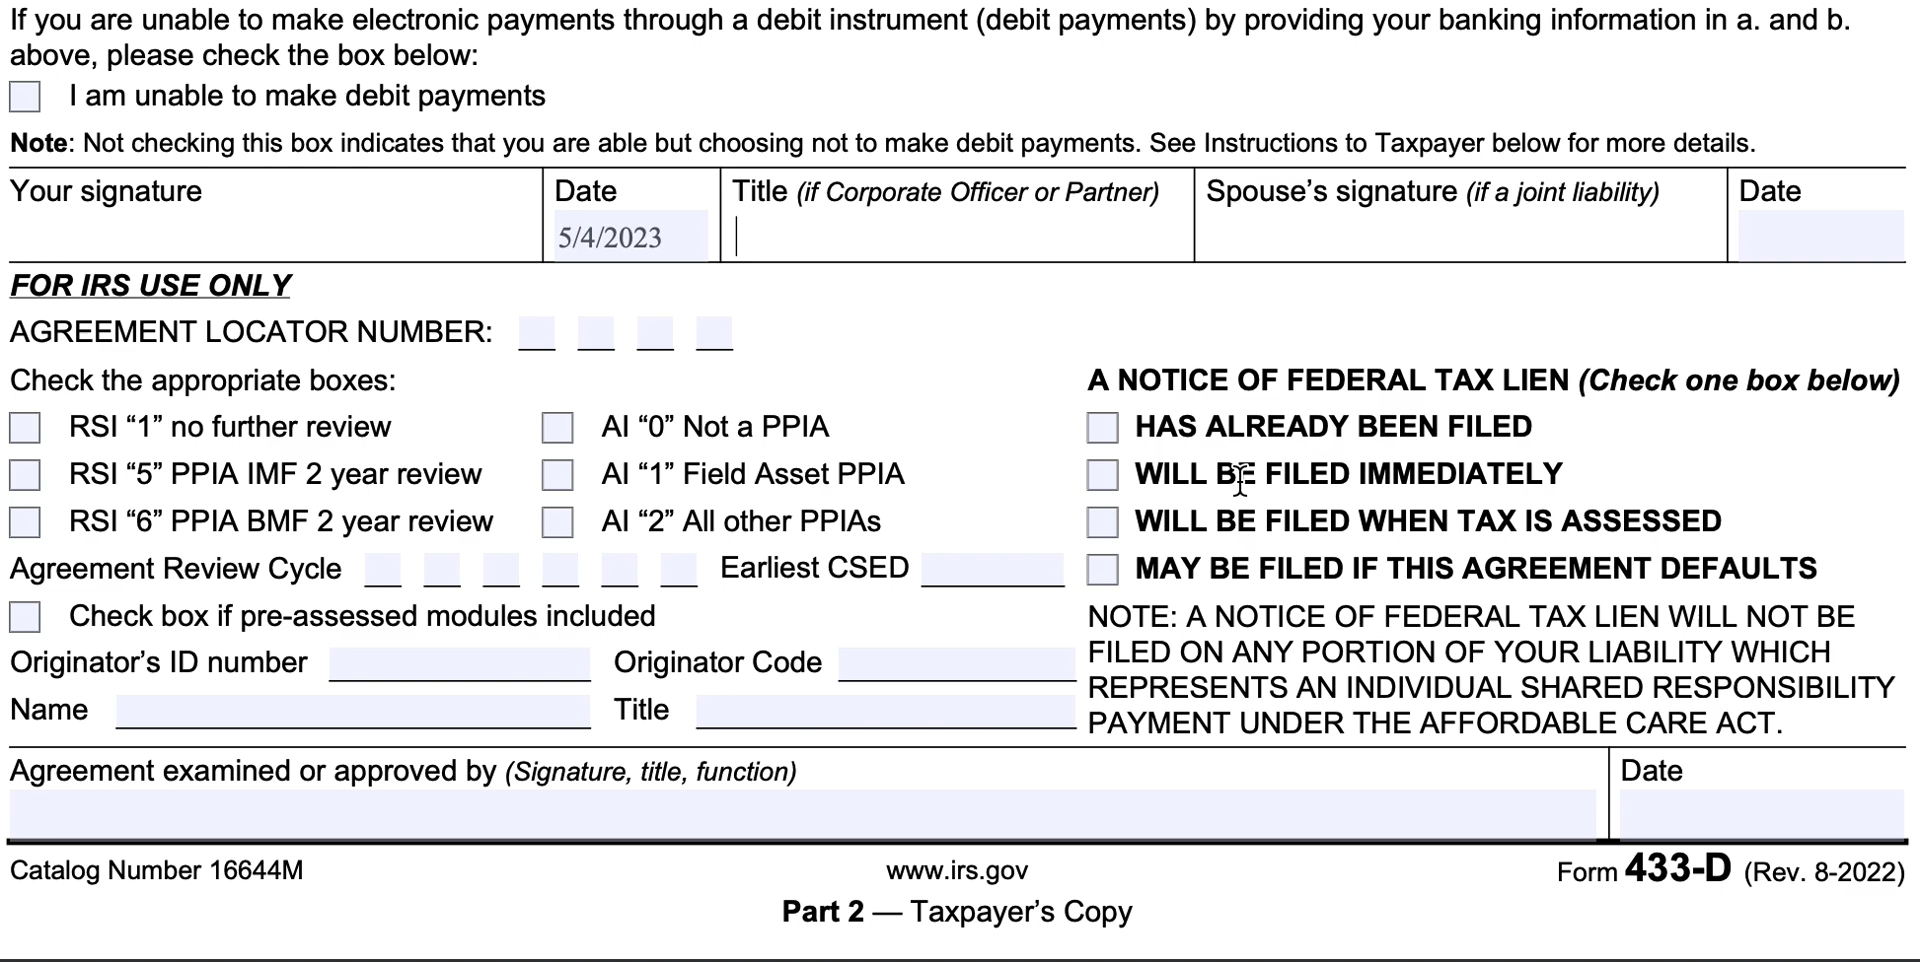 If you are unable to make electronic payments through a debit instrument (debit payments) by providing your banking information in a. and b.
above, please check the box below:
I am unable to make debit payments
Note: Not checking this box indicates that you are able but choosing not to make debit payments. See Instructions to Taxpayer below for more details.
Your signature Date Title (if Corporate Officer or Partner) Spouse’s signature (if a joint liability) Date
5/4/2023
FOR IRS USE ONLY
AGREEMENT LOCATOR NUMBER:
Check the appropriate boxes:
RSI “1” no further review AI “0” Not a PPIA
RSI “5” PPIA IMF 2 year review AI “1” Field Asset PPIA
RSI “6” PPIA BMF 2 year review AI “2” All other PPIAs
Agreement Review Cycle Earliest CSED
Check box if pre-assessed modules included
Originator’s ID number Originator Code
Name Title
A NOTICE OF FEDERAL TAX LIEN (Check one box below)
HAS ALREADY BEEN FILED
WILL BE FILED IMMEDIATELY
WILL BE FILED WHEN TAX IS ASSESSED
MAY BE FILED IF THIS AGREEMENT DEFAULTS
NOTE: A NOTICE OF FEDERAL TAX LIEN WILL NOT BE
FILED ON ANY PORTION OF YOUR LIABILITY WHICH
REPRESENTS AN INDIVIDUAL SHARED RESPONSIBILITY
PAYMENT UNDER THE AFFORDABLE CARE ACT.
Agreement examined or approved by (Signature, title, function) Date
Catalog Number 16644M www.irs.gov Form 433-D (Rev. 8-2022)
Part 2 — Taxpayer’s Copy